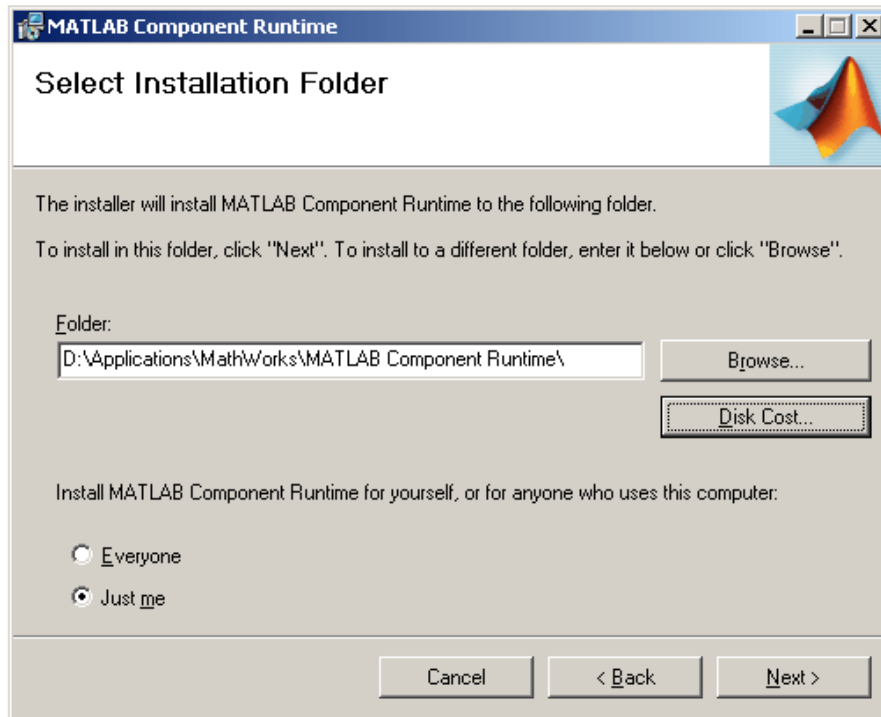 MATLAB Component Runtime
Select Installation Folder
The installer will install MATLAB Component Runtime to the following folder.
To install in this folder, click "Next". To install to a different folder, enter it below or click "Browse".
Folder:
D:\Applications\MathWorks\MATLAB Component Runtime\
Browse...
Disk Cost...
Install MATLAB Component Runtime for yourself, or for anyone who uses this computer:
Everyone
Just me
Cancel
< Back
Next >